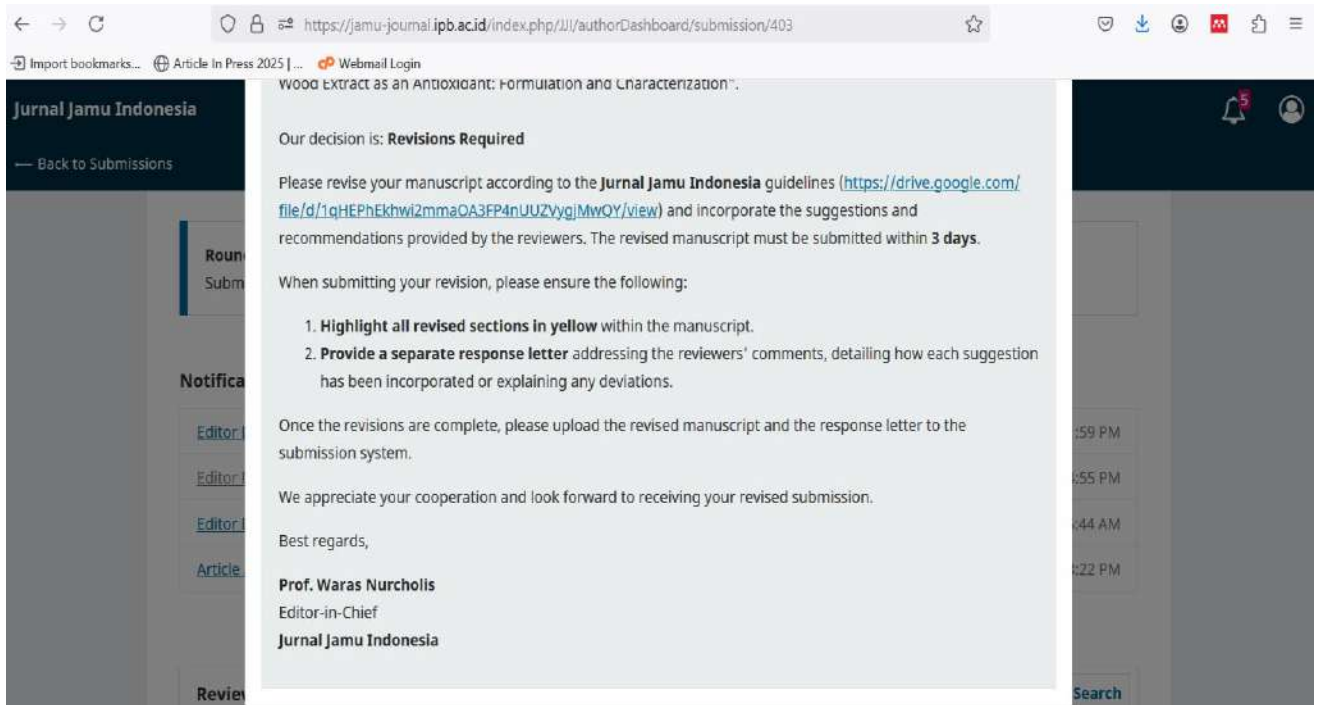 https://jamu-journal.ipb.ac.id/index.php/JJI/authorDashboard/submission/403
Import bookmarks... Article In Press 2025 | ... Webmail Login
Wood Extract as an Antioxidant: Formulation and Characterization".
Jurnal Jamu Indonesia
5
Our decision is: Revisions Required
← Back to Submissions
Please revise your manuscript according to the Jurnal Jamu Indonesia guidelines (https://drive.google.com/
file/d/1qHEPhEkhwi2mmaOA3FP4nUUZVygjMwQY/view) and incorporate the suggestions and
recommendations provided by the reviewers. The revised manuscript must be submitted within 3 days.
Roun
Subm
When submitting your revision, please ensure the following:
1. Highlight all revised sections in yellow within the manuscript.
2. Provide a separate response letter addressing the reviewers' comments, detailing how each suggestion
has been incorporated or explaining any deviations.
Notifica
Once the revisions are complete, please upload the revised manuscript and the response letter to the
submission system.
Editor :59 PM
Editor :55 PM
We appreciate your cooperation and look forward to receiving your revised submission.
Editor :44 AM
Best regards,
Article :22 PM
Prof. Waras Nurcholis
Editor-in-Chief
Jurnal Jamu Indonesia
Review Search